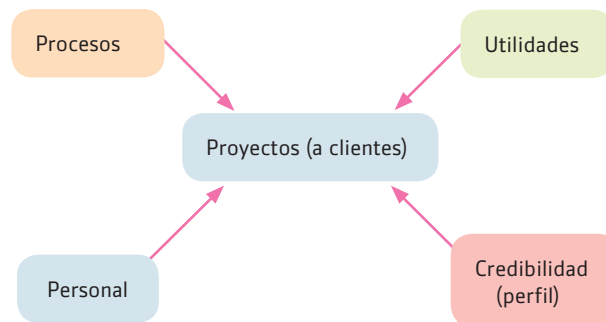 Procesos
Utilidades
Proyectos (a clientes)
Personal
Credibilidad
(perfil)